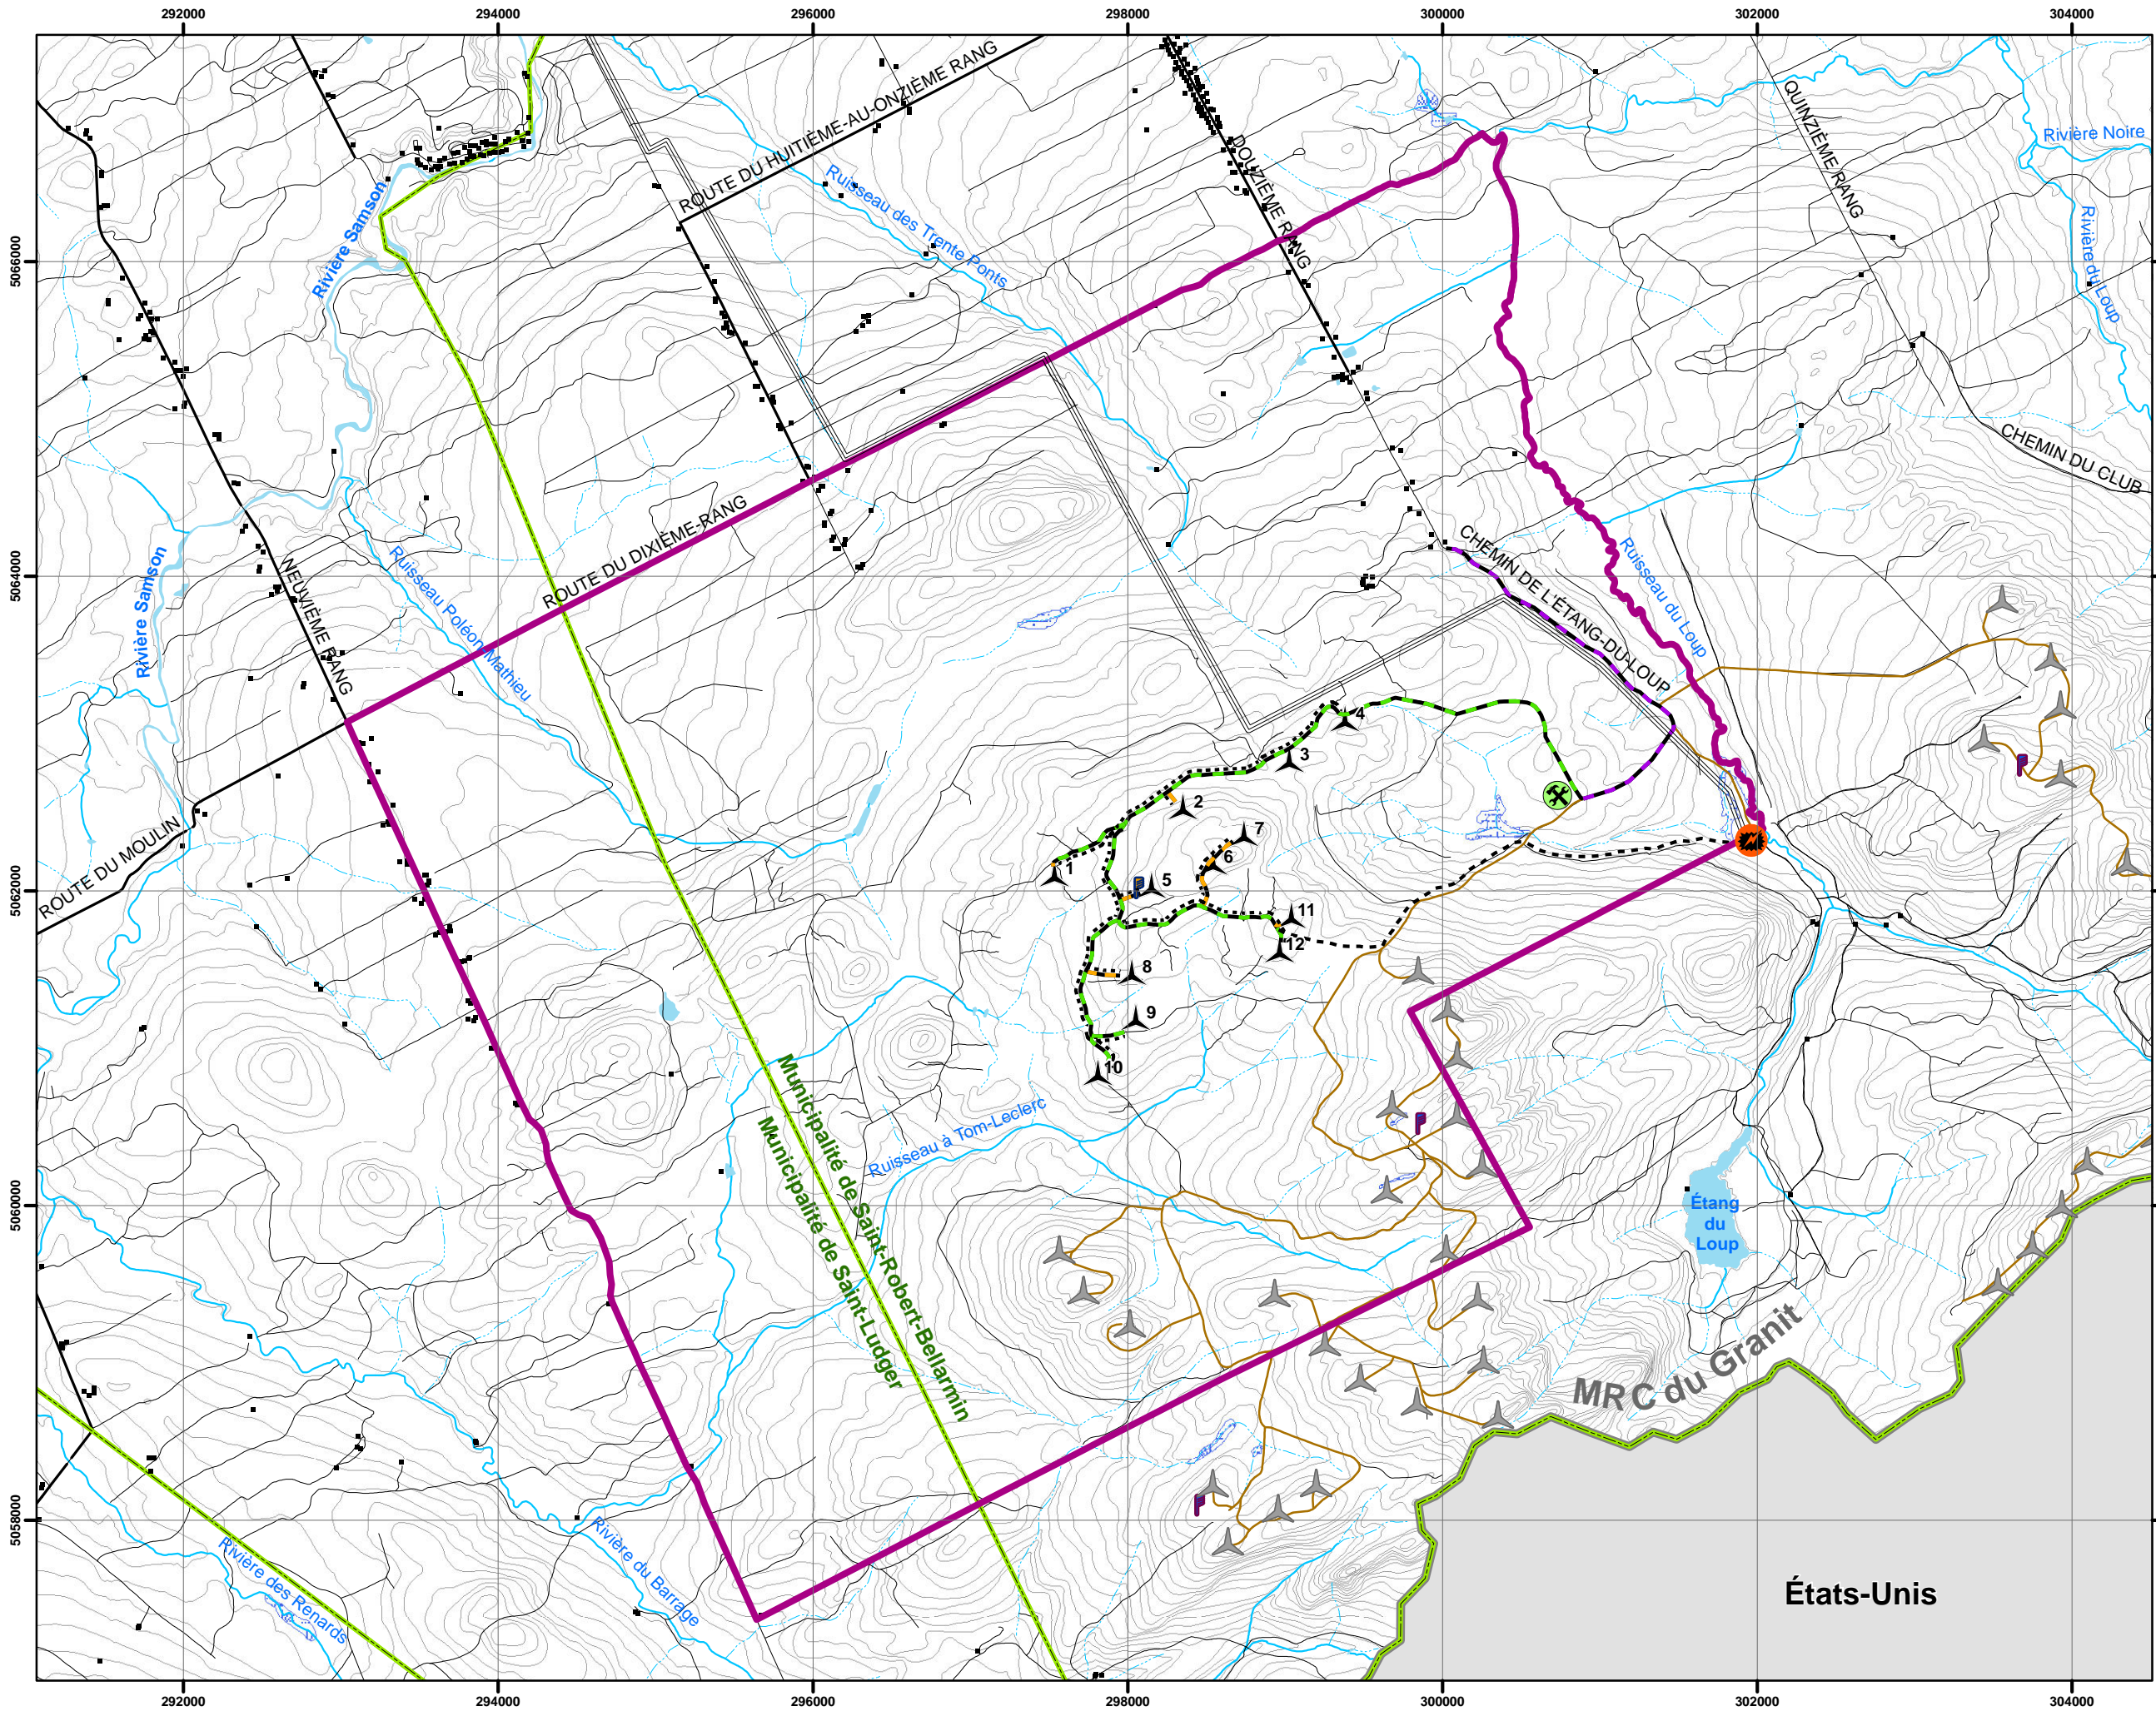 292000
294000
296000
298000
300000
302000
304000
ROUTE DU HUITIÈME-AU-ONZIÈME RANG
QUINZIÈME RANG
Rivière Noire
DOUZIÈME RANG
Ruisseau des Trente Ponts
Rivière Samson
Rivière du Loup
5066000
CHEMIN DU CLUB
ROUTE DU DIXIÈME-RANG
CHEMIN DE L'ÉTANG-DU-LOUP
Ruisseau du Loup
5064000
Rivière Samson
NEUVIÈME RANG
Ruisseau Poléon-Mathieu
4
3
2
7
6
1
5
ROUTE DU MOULIN
5062000
11
12
8
9
10
Ruisseau à Tom-Leclerc
Municipalité de Saint-Robert-Bellarmin
Municipalité de Saint-Ludger
5060000
Étang
du
Loup
MRC du Granit
5058000
Rivière des Renards
Rivière du Barrage
États-Unis
292000
294000
296000
298000
300000
302000
304000